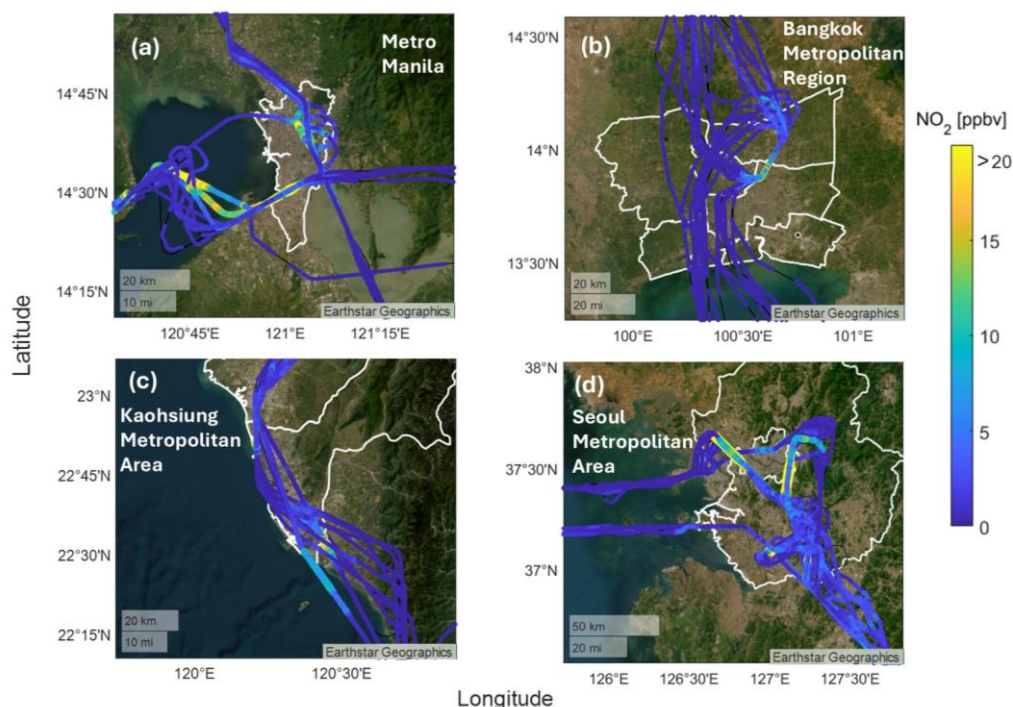 (a)
Metro
Manila
14°45'N
14°30'N
14°15'N
20 km
10 mi
Earthstar Geographics
120°45'E
121°E
121°15'E
(b)
Bangkok
Metropolitan
Region
14°30'N
14°N
13°30'N
20 km
20 mi
Earthstar Geographics
100°E
100°30'E
101°E
NO2 [ppbv]
>20
15
10
5
0
Latitude
(c)
Kaohsiung
Metropolitan
Area
23°N
22°45'N
22°30'N
22°15'N
20 km
10 mi
Earthstar Geographics
120°E
120°30'E
(d)
Seoul
Metropolitan
Area
38°N
37°30'N
37°N
50 km
20 mi
Earthstar Geographics
126°E
126°30'E
127°E
127°30'E
Longitude